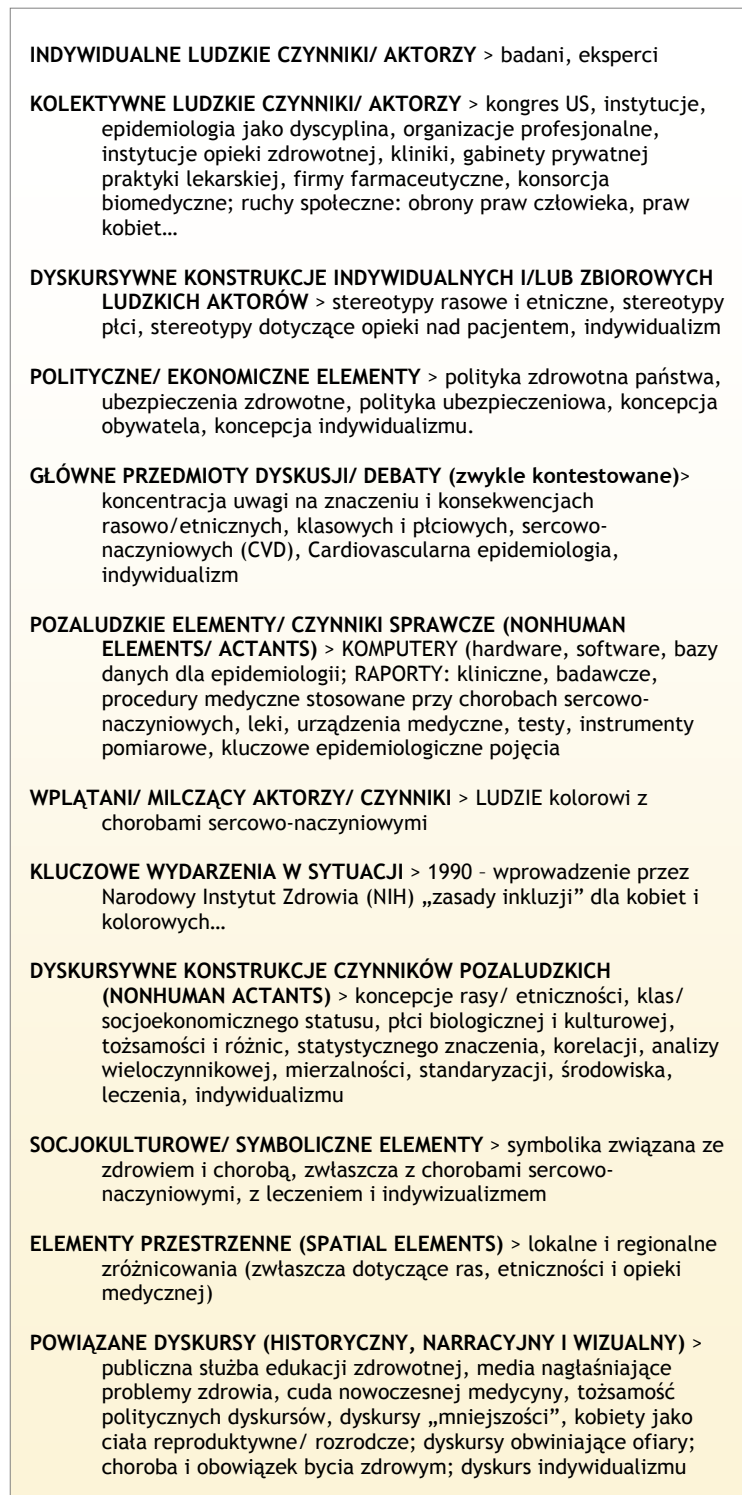 INDYWIDUALNE LUDZKIE CZYNNIKI/ AKTORZY > badani, eksperci
KOLEKTYWNE LUDZKIE CZYNNIKI/ AKTORZY > kongres US, instytucje,
epidemiologia jako dyscyplina, organizacje profesjonalne,
instytucje opieki zdrowotnej, kliniki, gabinety prywatnej
praktyki lekarskiej, firmy farmaceutyczne, konsorcja
biomedyczne; ruchy społeczne: obrony praw człowieka, praw
kobiet…
DYSKURSYWNE KONSTRUKCJE INDYWIDUALNYCH I/LUB ZBIOROWYCH
LUDZKICH AKTORÓW > stereotypy rasowe i etniczne, stereotypy
płci, stereotypy dotyczące opieki nad pacjentem, indywidualizm
POLITYCZNE/ EKONOMICZNE ELEMENTY > polityka zdrowotna państwa,
ubezpieczenia zdrowotne, polityka ubezpieczeniowa, koncepcja
obywatela, koncepcja indywidualizmu.
GŁÓWNE PRZEDMIOTY DYSKUSJI/ DEBATY (zwykle kontestowane)>
koncentracja uwagi na znaczeniu i konsekwencjach
rasowo/etnicznych, klasowych i płciowych, sercowo-
naczyniowych (CVD), Cardiovascularna epidemiologia,
indywidualizm
POZALUDZKIE ELEMENTY/ CZYNNIKI SPRAWCZE (NONHUMAN
ELEMENTS/ ACTANTS) > KOMPUTERY (hardware, software, bazy
danych dla epidemiologii; RAPORTY: kliniczne, badawcze,
procedury medyczne stosowane przy chorobach sercowo-
naczyniowych, leki, urządzenia medyczne, testy, instrumenty
pomiarowe, kluczowe epidemiologiczne pojęcia
WPLĄTANI/ MILCZĄCY AKTORZY/ CZYNNIKI > LUDZIE kolorowi z
chorobami sercowo-naczyniowymi
KLUCZOWE WYDARZENIA W SYTUACJI > 1990 – wprowadzenie przez
Narodowy Instytut Zdrowia (NIH) „zasady inkluzji” dla kobiet i
kolorowych…
DYSKURSYWNE KONSTRUKCJE CZYNNIKÓW POZALUDZKICH
(NONHUMAN ACTANTS) > koncepcje rasy/ etniczności, klas/
socjoekonomicznego statusu, płci biologicznej i kulturowej,
tożsamości i różnic, statystycznego znaczenia, korelacji, analizy
wieloczynnikowej, mierzalności, standaryzacji, środowiska,
leczenia, indywidualizmu
SOCJOKULTUROWE/ SYMBOLICZNE ELEMENTY > symbolika związana ze
zdrowiem i chorobą, zwłaszcza z chorobami sercowo-
naczyniowymi, z leczeniem i indywizualizmem
ELEMENTY PRZESTRZENNE (SPATIAL ELEMENTS) > lokalne i regionalne
zróżnicowania (zwłaszcza dotyczące ras, etniczności i opieki
medycznej)
POWIĄZANE DYSKURSY (HISTORYCZNY, NARRACYJNY I WIZUALNY) >
publiczna służba edukacji zdrowotnej, media nagłaśniające
problemy zdrowia, cuda nowoczesnej medycyny, tożsamość
politycznych dyskursów, dyskursy „mniejszości”, kobiety jako
ciała reproduktywne/ rozrodcze; dyskursy obwiniające ofiary;
choroba i obowiązek bycia zdrowym; dyskurs indywidualizmu